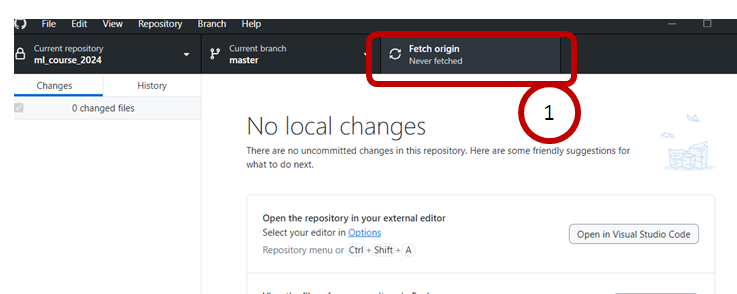 File Edit View Repository Branch Help
Current repository
ml_course_2024
Current branch
master
Fetch origin
Never fetched
1
Changes History
0 changed files
No local changes
There are no uncommitted changes in this repository. Here are some friendly suggestions for
what to do next.
Open the repository in your external editor
Select your editor in Options
Repository menu or Ctrl + Shift + A
Open in Visual Studio Code